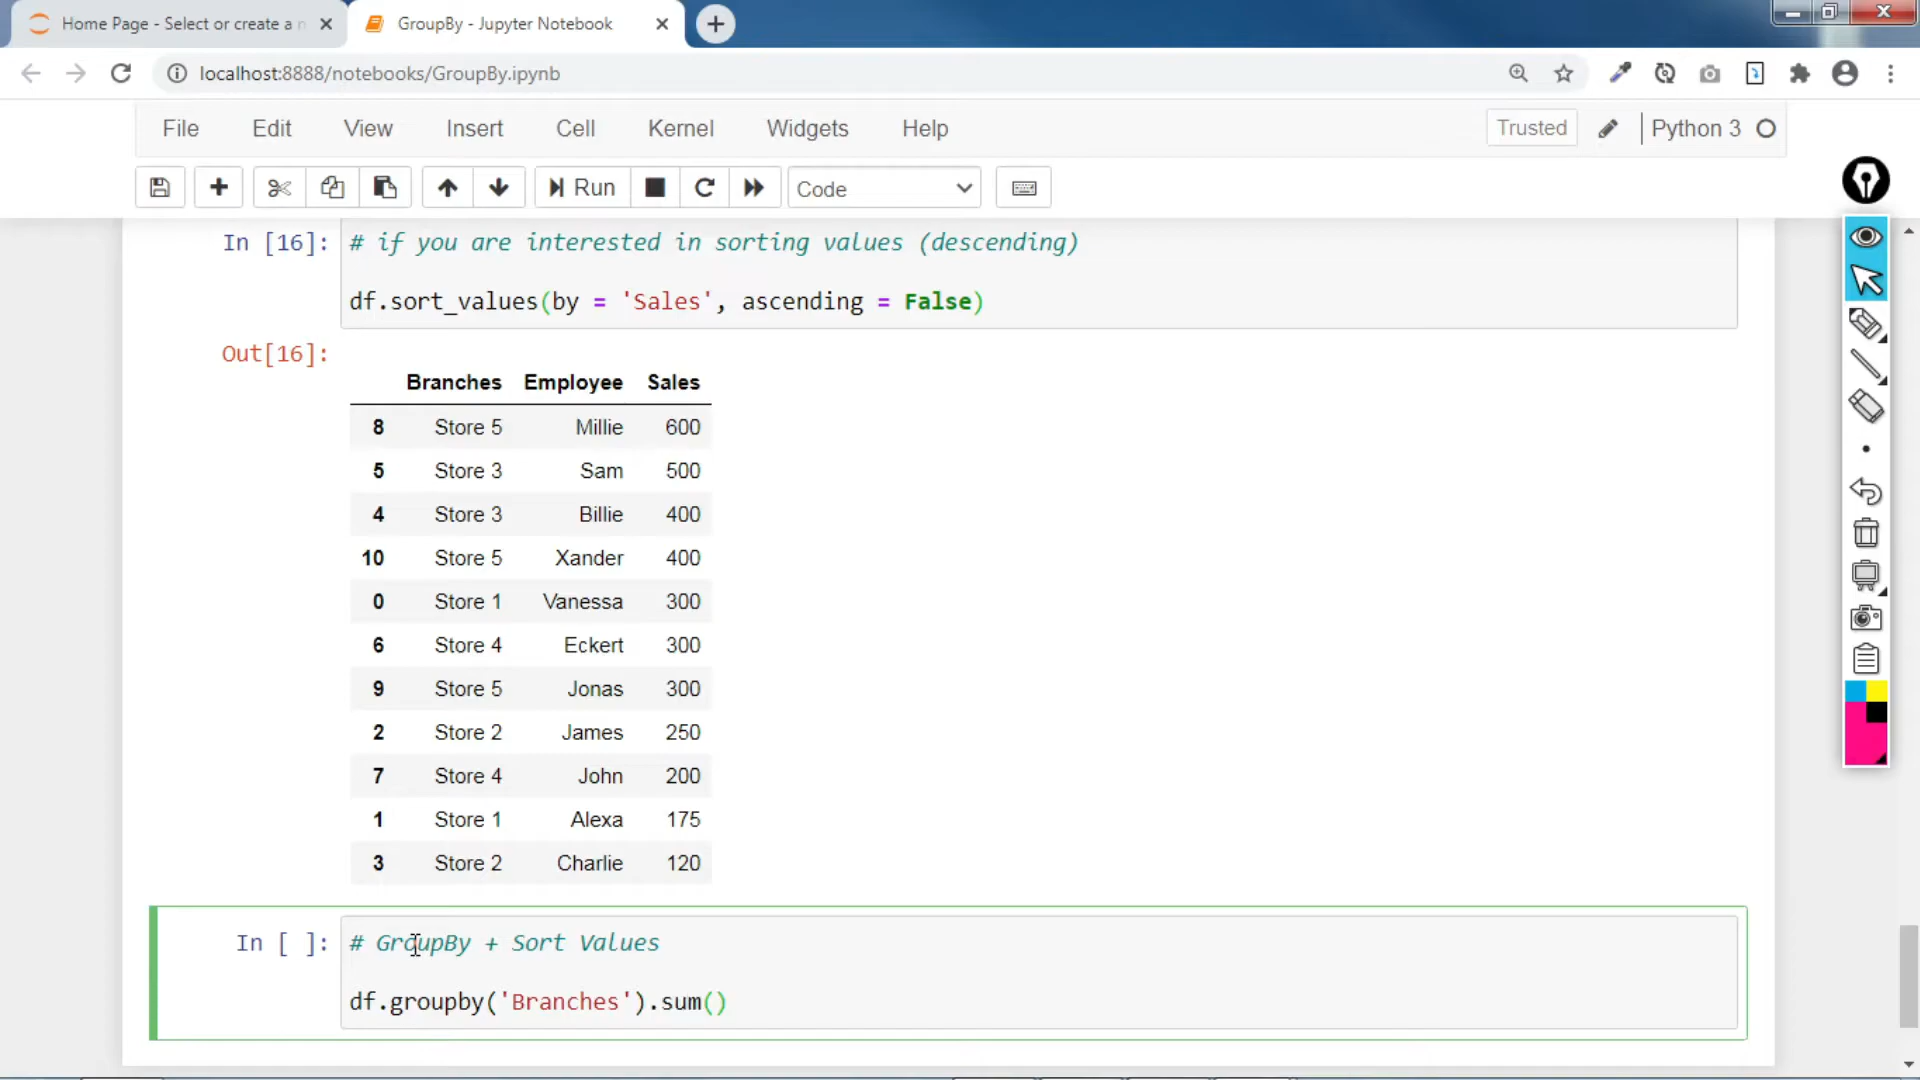 Home Page - Select or create a n
GroupBy - Jupyter Notebook
localhost:8888/notebooks/GroupBy.ipynb
File Edit View Insert Cell Kernel Widgets Help
Trusted
Python 3
Run
Code
In [16]: # if you are interested in sorting values (descending)
df.sort_values(by = 'Sales', ascending = False)
Out[16]:
Branches Employee Sales
8 Store 5 Millie 600
5 Store 3 Sam 500
4 Store 3 Billie 400
10 Store 5 Xander 400
0 Store 1 Vanessa 300
6 Store 4 Eckert 300
9 Store 5 Jonas 300
2 Store 2 James 250
7 Store 4 John 200
1 Store 1 Alexa 175
3 Store 2 Charlie 120
In [ ]: # GroupBy + Sort Values
df.groupby('Branches').sum()